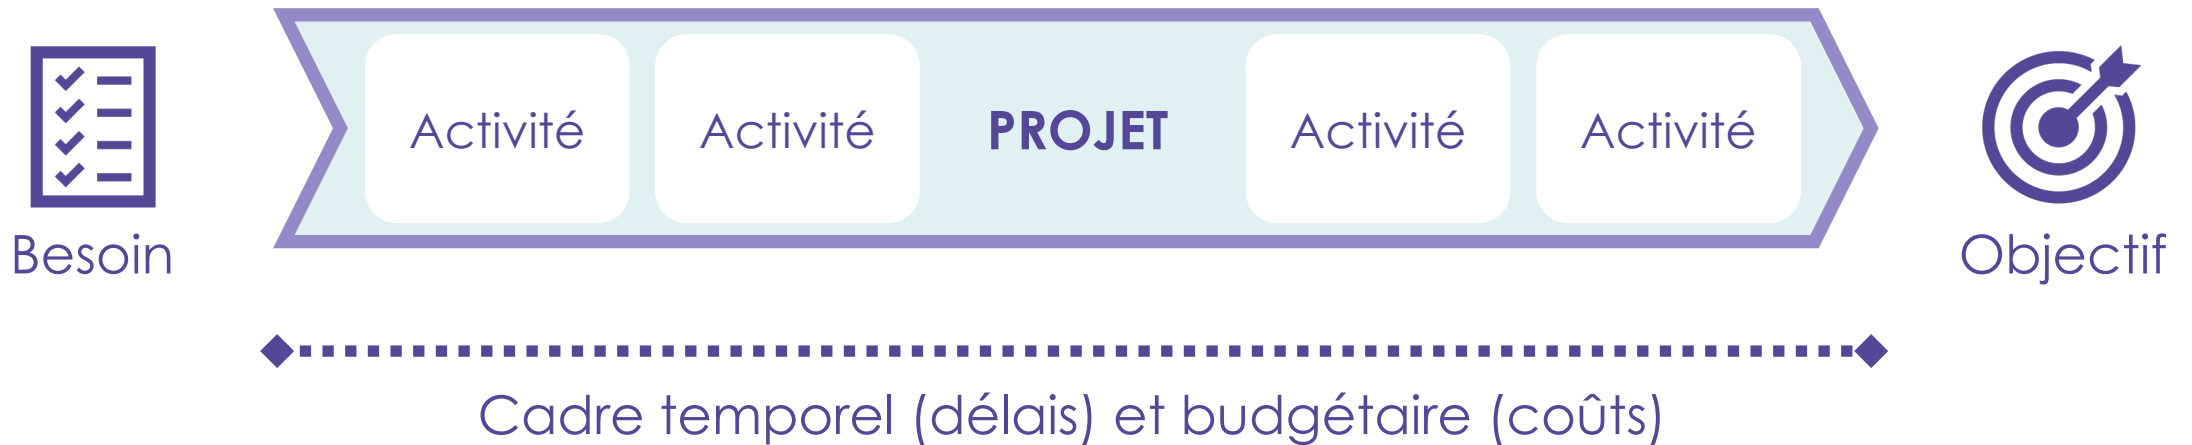 Activité Activité PROJET Activité Activité
Besoin
Objectif
Cadre temporel (délais) et budgétaire (coûts)